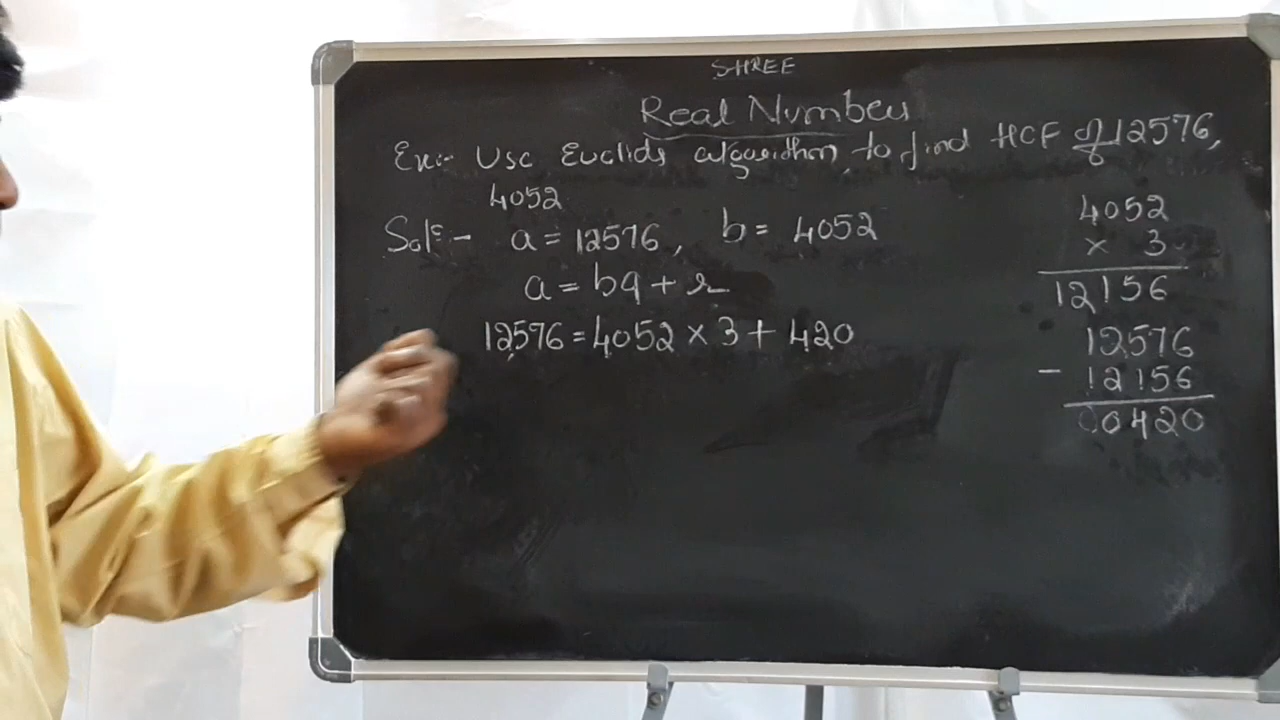 SHREE
Real Number
Ex:- Use Euclids algorithm to find HCF of 12576,
4052
Sol:- a = 12576, b = 4052
a = bq + r
12576 = 4052 × 3 + 420
4052
× 3
12156
12576
- 12156
00420